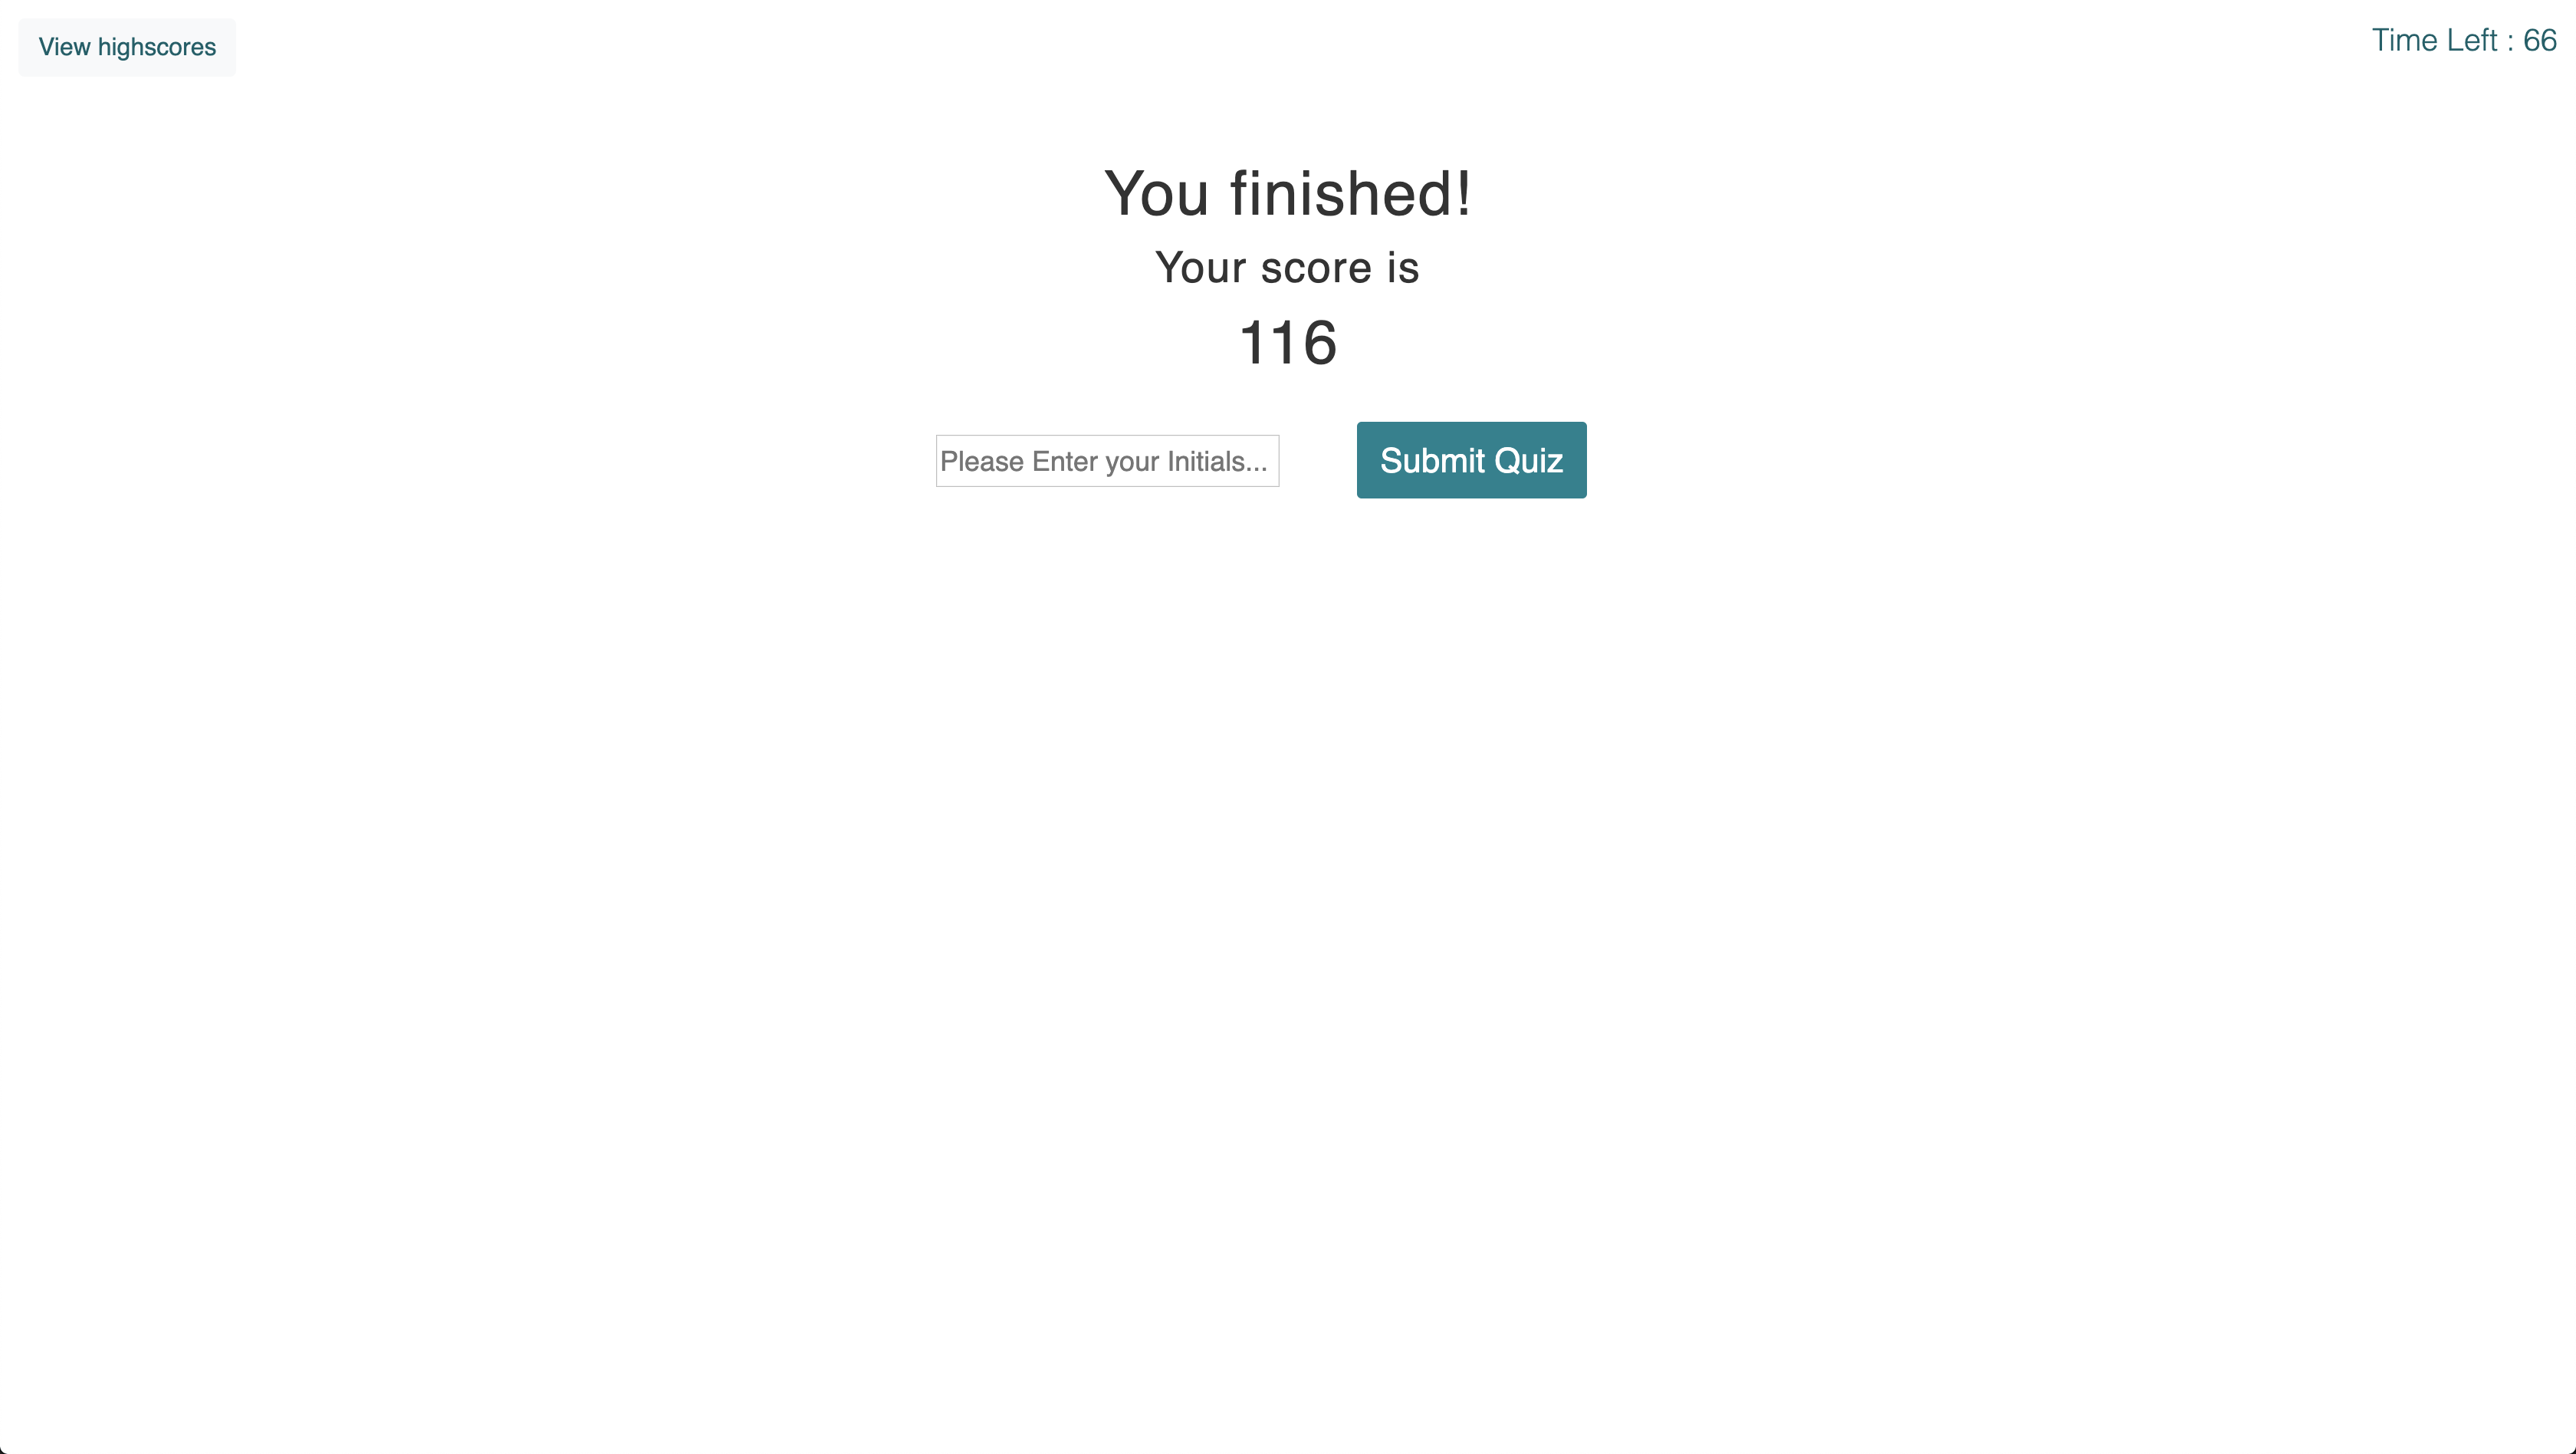 View highscores
Time Left : 66
You finished!
Your score is
116
Please Enter your Initials...
Submit Quiz